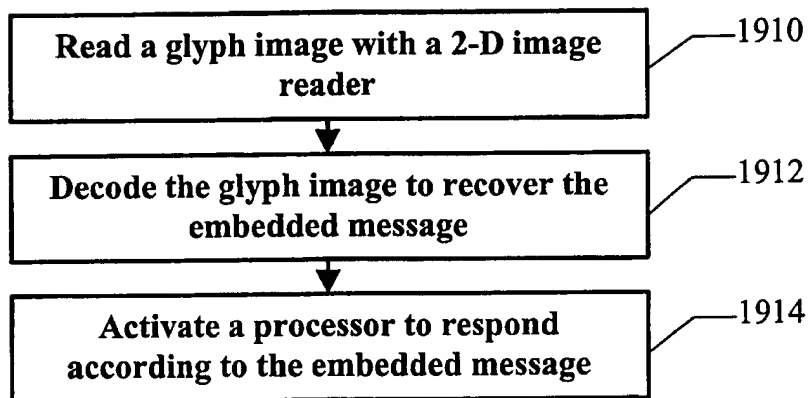 Read a glyph image with a 2-D image
reader
1910
Decode the glyph image to recover the
embedded message
1912
Activate a processor to respond
according to the embedded message
1914